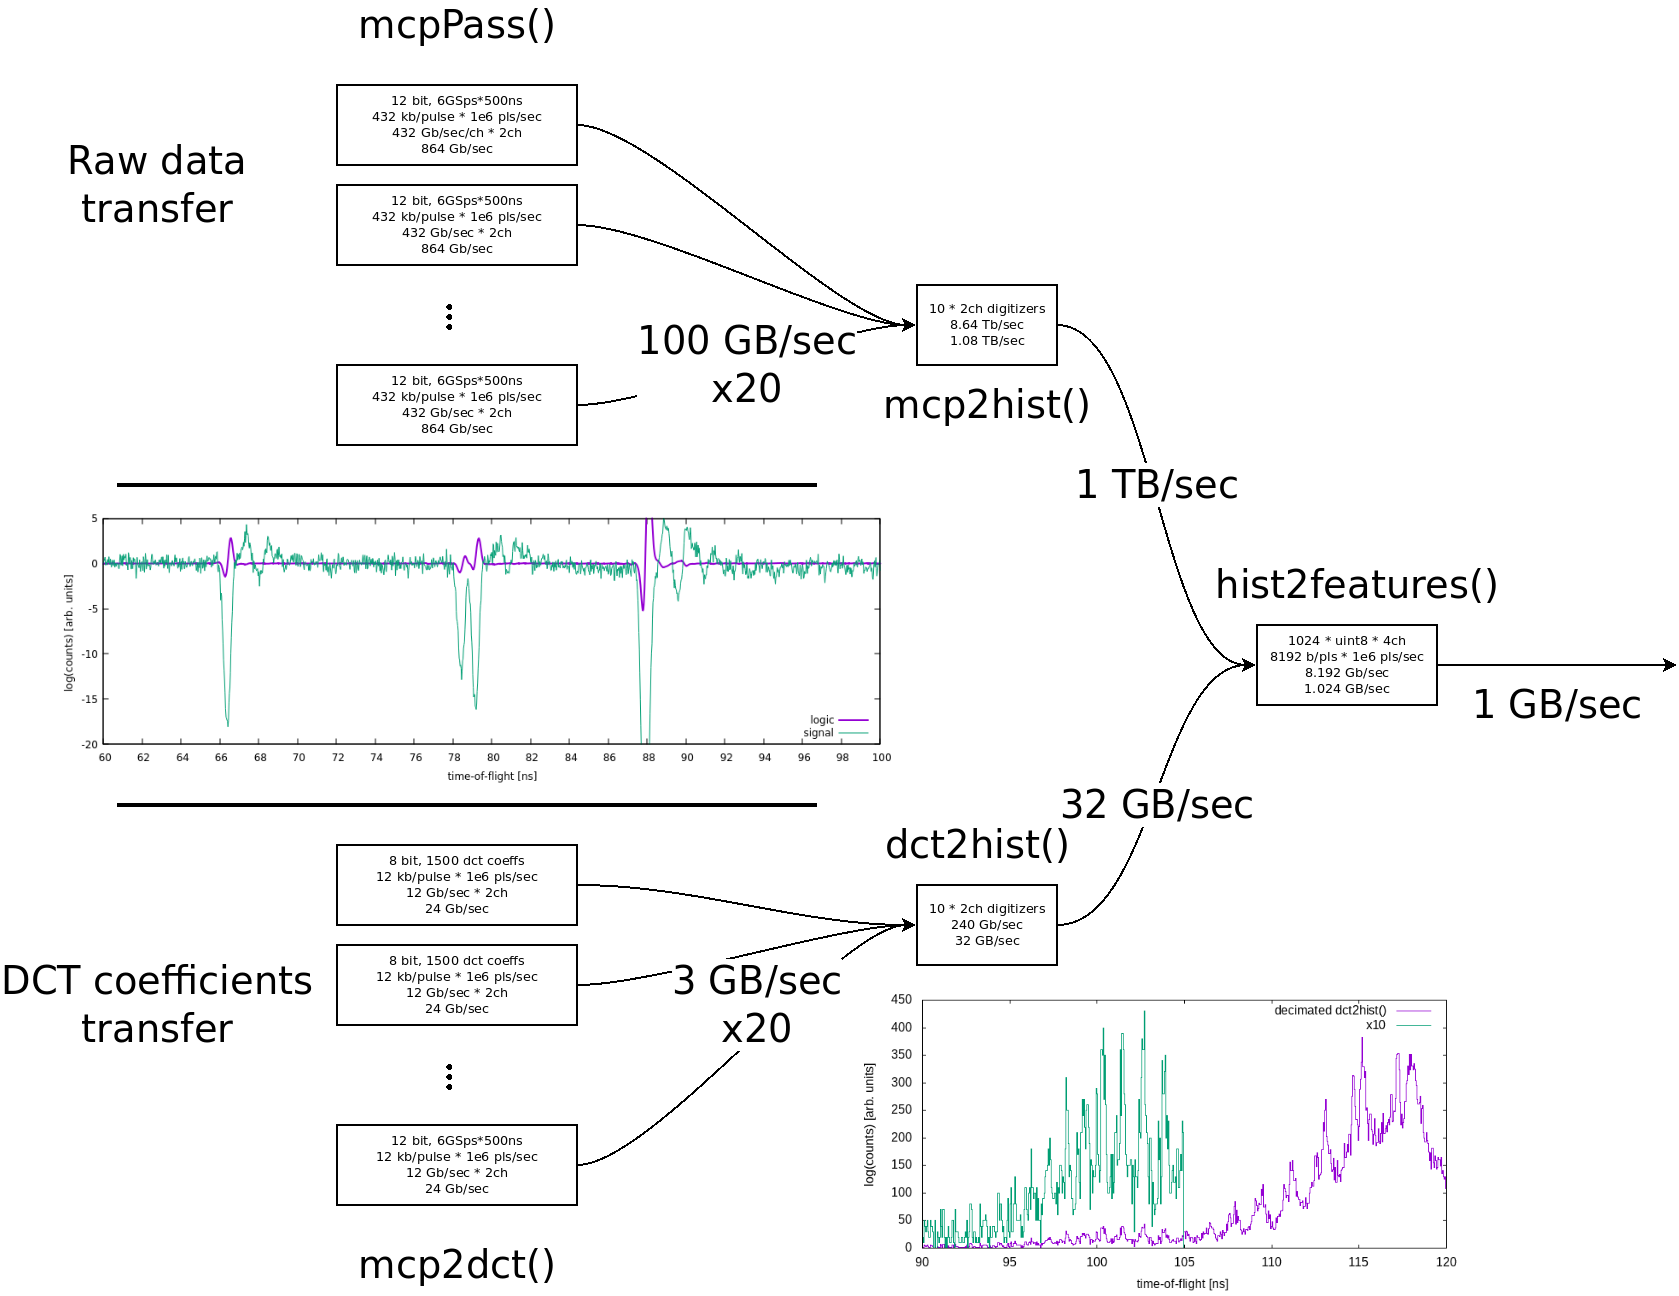 mcpPass()
Raw data
transfer
12 bit, 6GSps*500ns
432 kb/pulse * 1e6 pls/sec
432 Gb/sec/ch * 2ch
864 Gb/sec
12 bit, 6GSps*500ns
432 kb/pulse * 1e6 pls/sec
432 Gb/sec * 2ch
864 Gb/sec
12 bit, 6GSps*500ns
432 kb/pulse * 1e6 pls/sec
432 Gb/sec * 2ch
864 Gb/sec
100 GB/sec
x20
10 * 2ch digitizers
8.64 Tb/sec
1.08 TB/sec
mcp2hist()
1 TB/sec
hist2features()
1024 * uint8 * 4ch
8192 b/pls * 1e6 pls/sec
8.192 Gb/sec
1.024 GB/sec
1 GB/sec
5
0
-5
-10
-15
-20
log(counts) [arb. units]
logic
signal
60 62 64 66 68 70 72 74 76 78 80 82 84 86 88 90 92 94 96 98 100
time-of-flight [ns]
32 GB/sec
dct2hist()
10 * 2ch digitizers
240 Gb/sec
32 GB/sec
DCT coefficients
transfer
8 bit, 1500 dct coeffs
12 kb/pulse * 1e6 pls/sec
12 Gb/sec * 2ch
24 Gb/sec
8 bit, 1500 dct coeffs
12 kb/pulse * 1e6 pls/sec
12 Gb/sec * 2ch
24 Gb/sec
12 bit, 6GSps*500ns
12 kb/pulse * 1e6 pls/sec
12 Gb/sec * 2ch
24 Gb/sec
3 GB/sec
x20
mcp2dct()
450
400
350
300
250
200
150
100
50
0
log(counts) [arb. units]
decimated dct2hist()
x10
90 95 100 105 110 115 120
time-of-flight [ns]